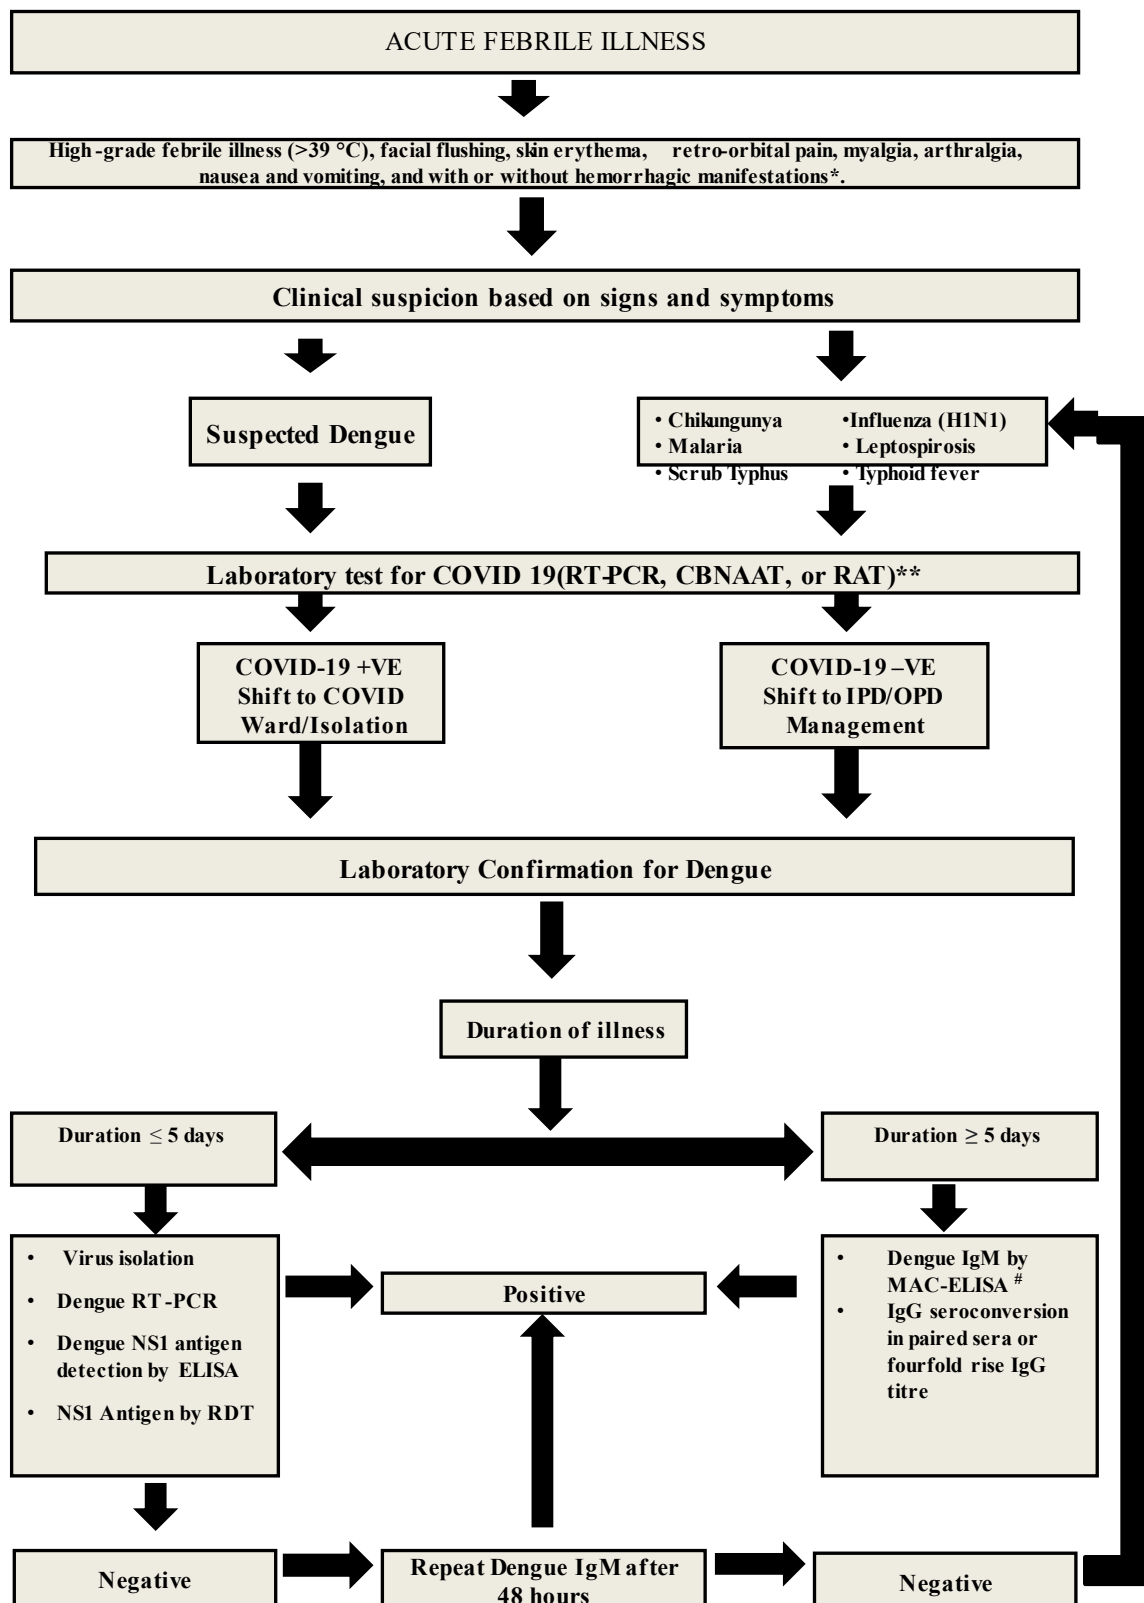 ACUTE FEBRILE ILLNESS
High-grade febrile illness (>39 °C), facial flushing, skin erythema, retro-orbital pain, myalgia, arthralgia,
nausea and vomiting, and with or without hemorrhagic manifestations*.
Clinical suspicion based on signs and symptoms
Suspected Dengue
• Chikungunya
• Malaria
• Scrub Typhus
•Influenza (H1N1)
• Leptospirosis
• Typhoid fever
Laboratory test for COVID 19(RT-PCR, CBNAAT, or RAT)**
COVID-19 +VE
Shift to COVID
Ward/Isolation
COVID-19 –VE
Shift to IPD/OPD
Management
Laboratory Confirmation for Dengue
Duration of illness
Duration ≤ 5 days
Duration ≥ 5 days
• Virus isolation
• Dengue RT-PCR
• Dengue NS1 antigen
detection by ELISA
• NS1 Antigen by RDT
Positive
• Dengue IgM by
MAC-ELISA #
• IgG seroconversion
in paired sera or
fourfold rise IgG
titre
Negative
Repeat Dengue IgM after
48 hours
Negative